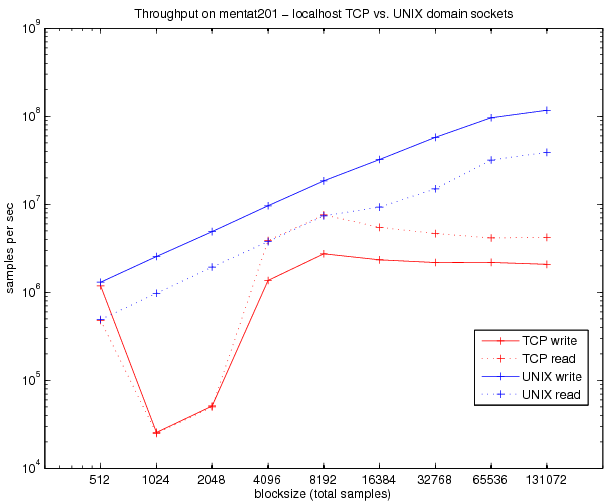 Throughput on mentat201 – localhost TCP vs. UNIX domain sockets
10^9
10^8
10^7
10^6
10^5
10^4
samples per sec
TCP write
TCP read
UNIX write
UNIX read
512 1024 2048 4096 8192 16384 32768 65536 131072
blocksize (total samples)